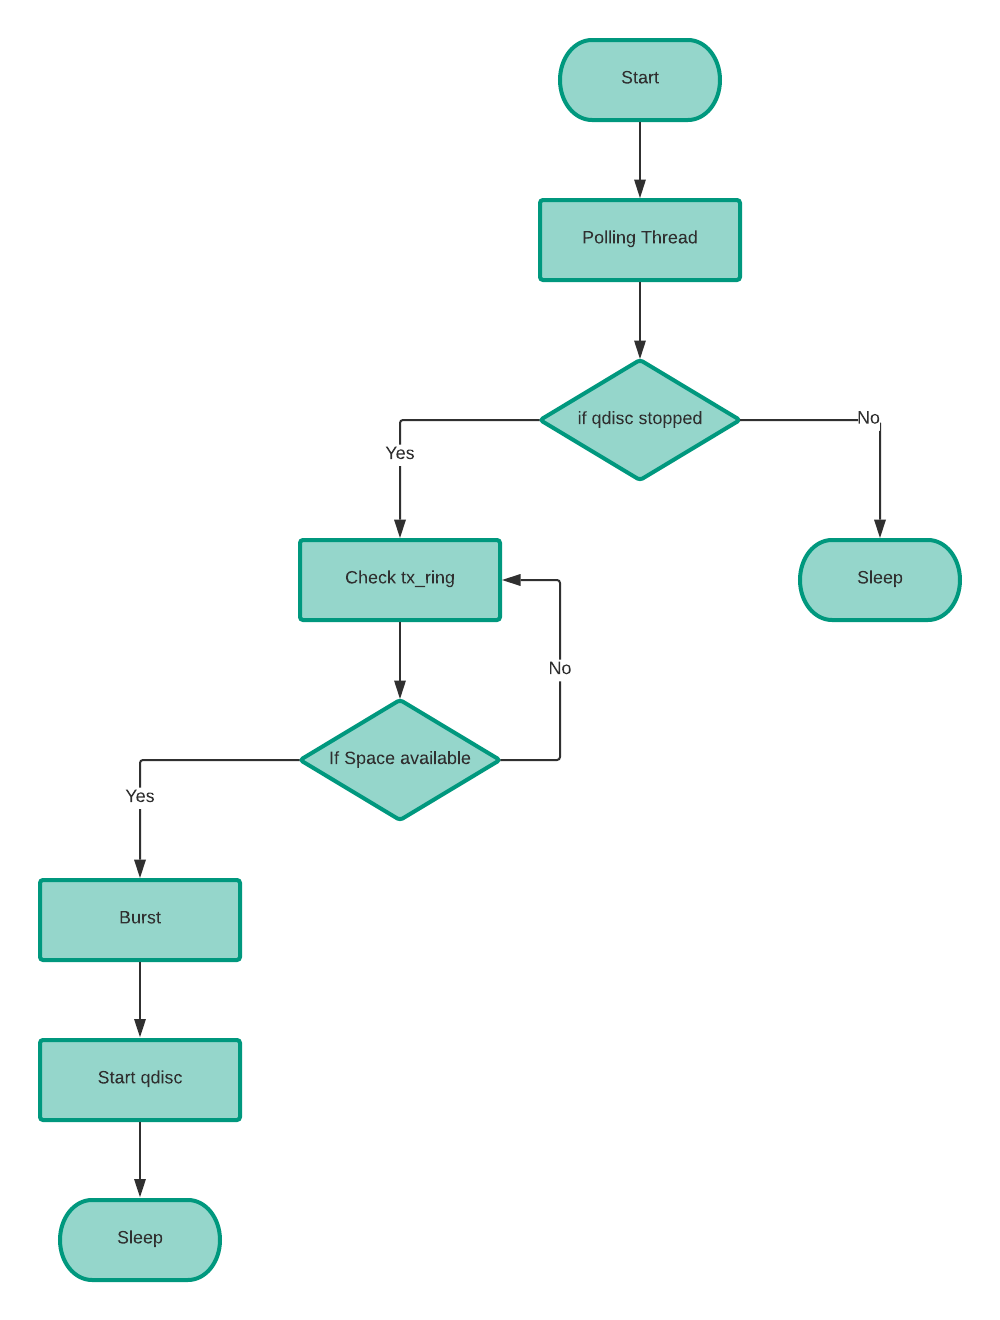 Start
Polling Thread
if qdisc stopped
Yes
No
Check tx_ring
Sleep
No
If Space available
Yes
Burst
Start qdisc
Sleep